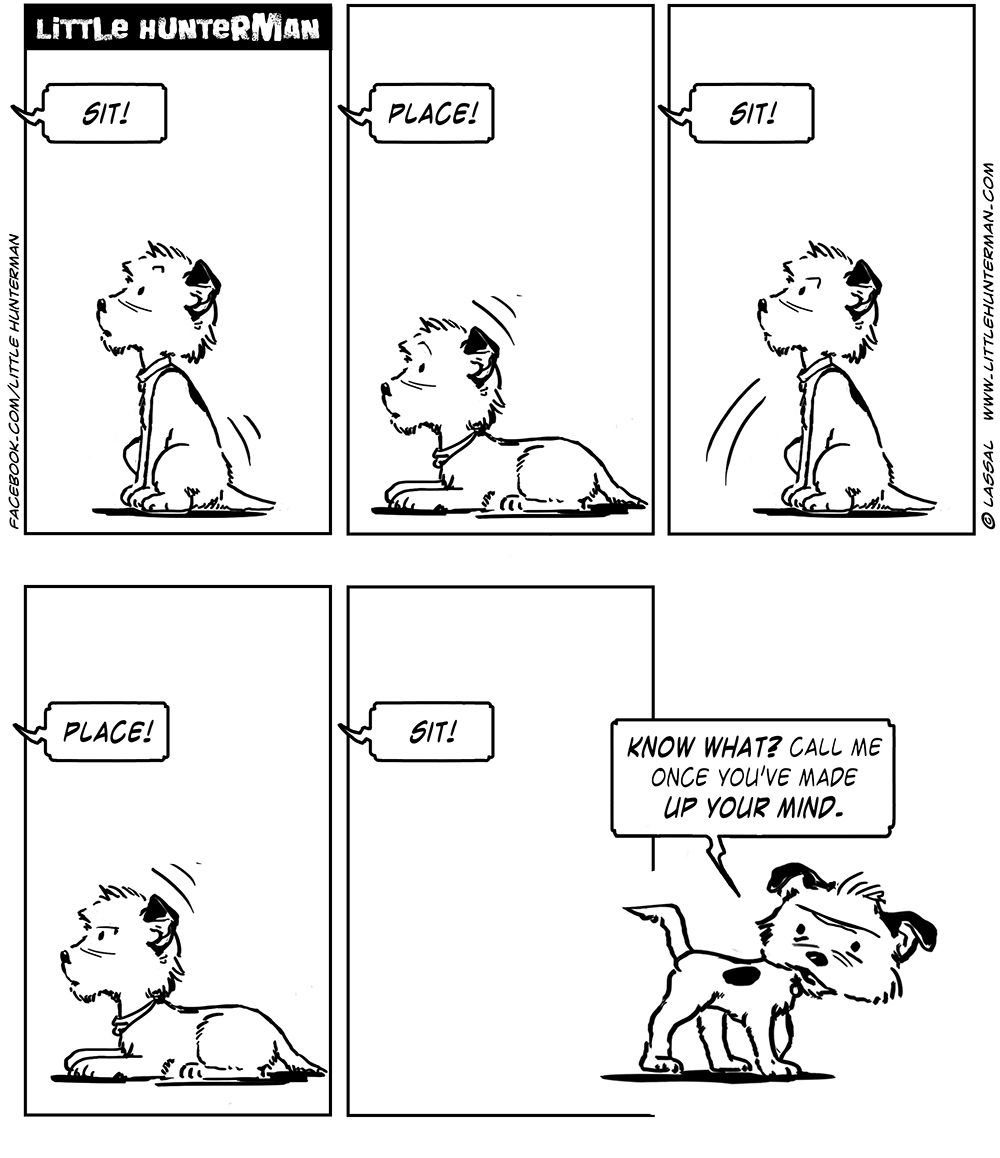 LiTTLe HUNTeRMAN
SIT!
PLACE!
SIT!
FACEBOOK.COM/LITTLE HUNTERMAN
© LASSAL WWW.LITTLEHUNTERMAN.COM
PLACE!
SIT!
KNOW WHAT? CALL ME
ONCE YOU'VE MADE
UP YOUR MIND.